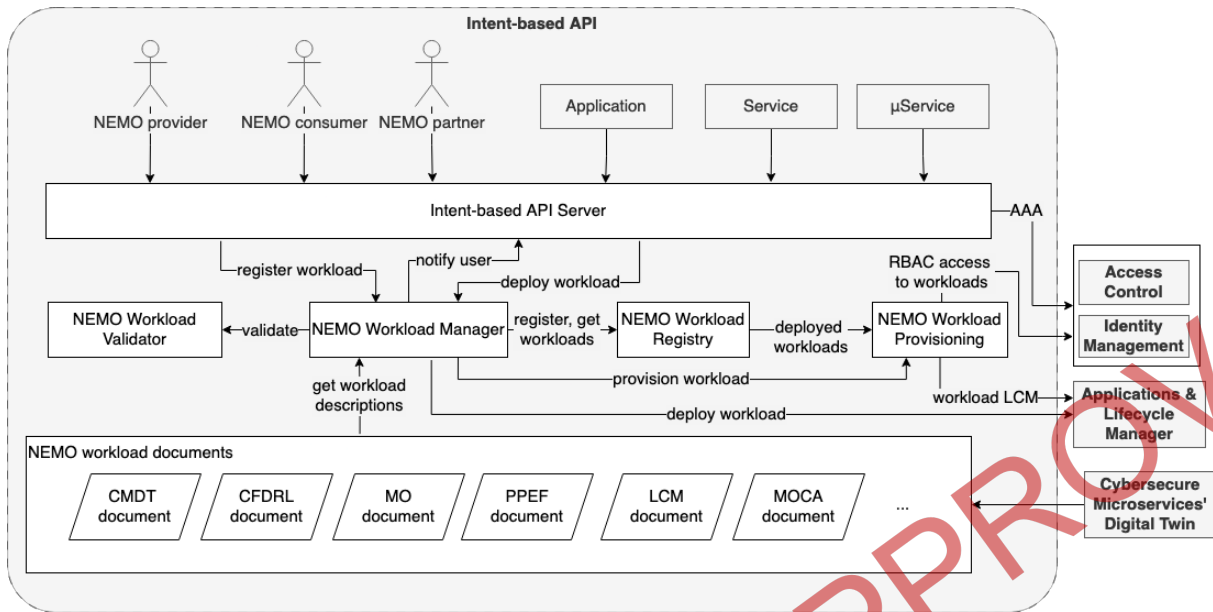 Intent-based API
NEMO provider
NEMO consumer
NEMO partner
Application
Service
µService
Intent-based API Server
AAA
register workload
notify user
deploy workload
RBAC access
to workloads
Access
Control
Identity
Management
NEMO Workload
Validator
validate
NEMO Workload Manager
register, get
workloads
NEMO Workload
Registry
deployed
workloads
NEMO Workload
Provisioning
get workload
descriptions
provision workload
workload LCM
deploy workload
Applications &
Lifecycle
Manager
NEMO workload documents
CMDT
document
CFDRL
document
MO
document
PPEF
document
LCM
document
MOCA
document
...
Cybersecure
Microservices'
Digital Twin
PPROV